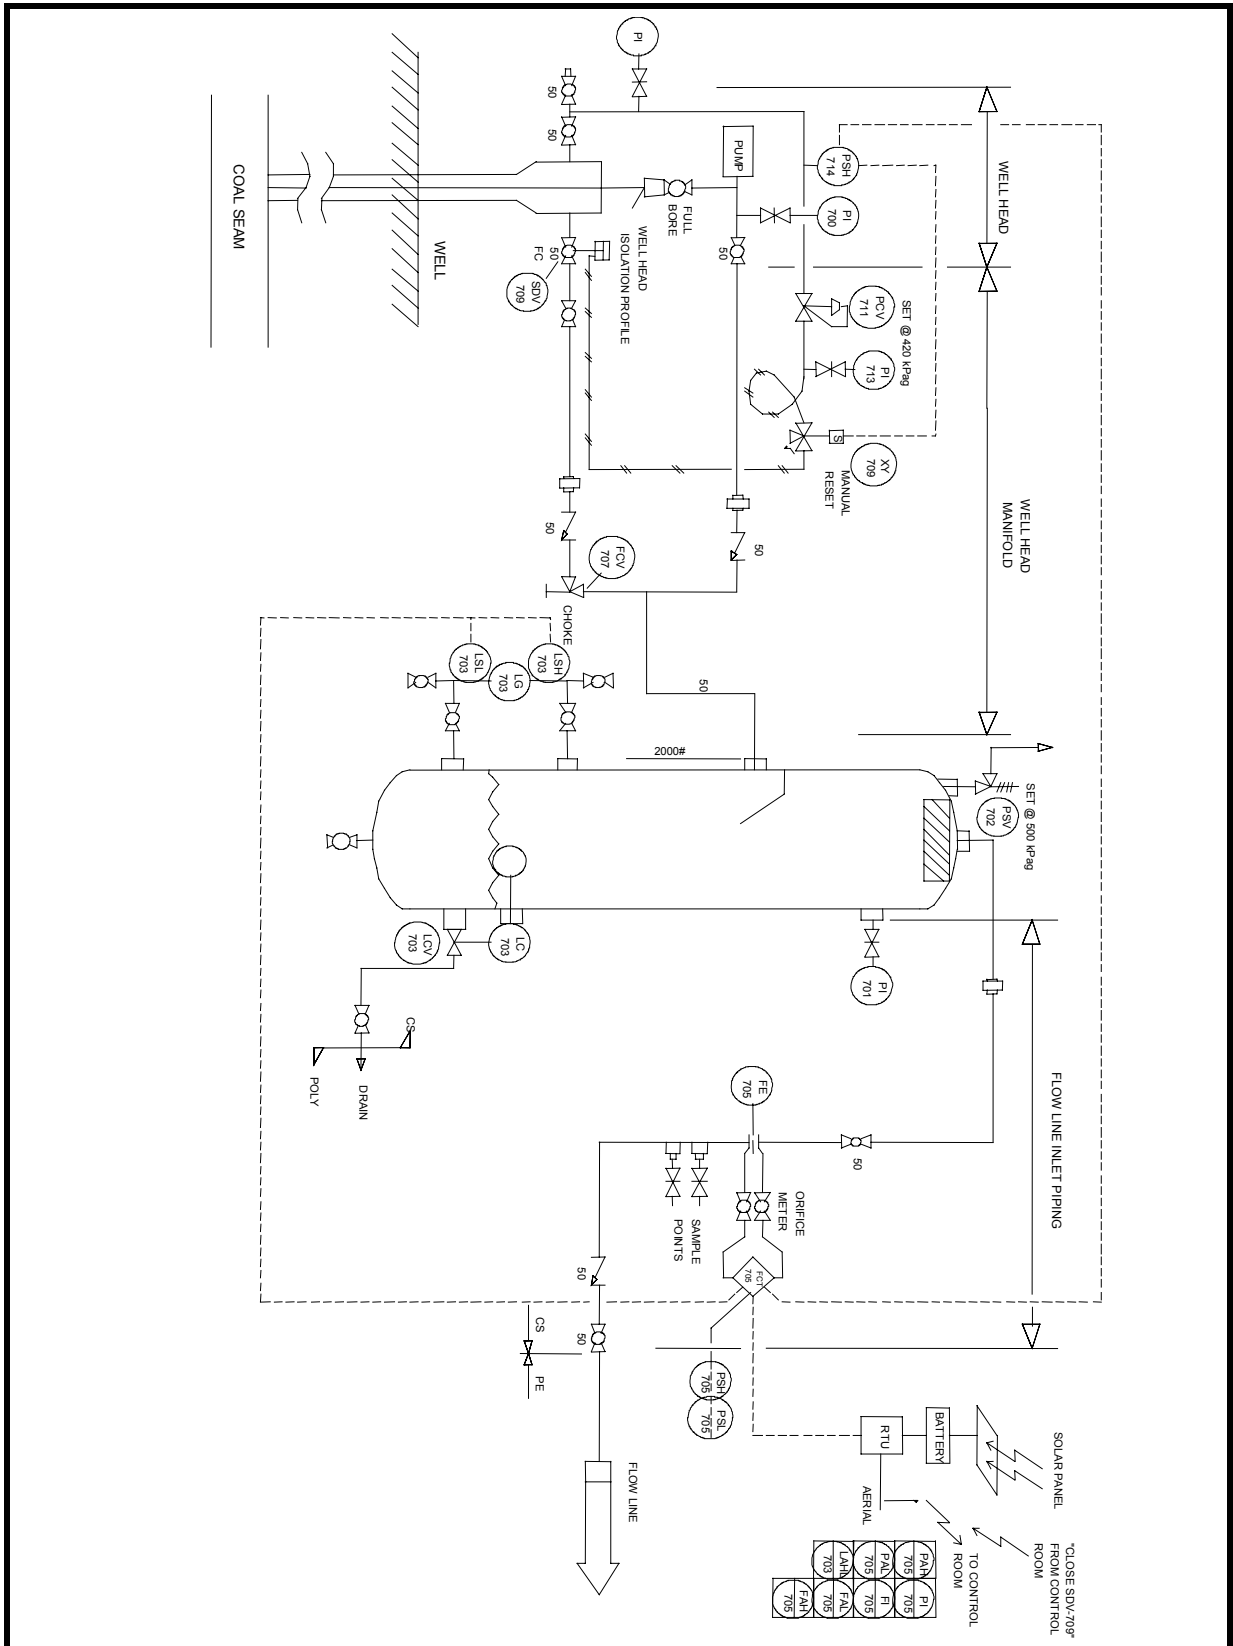 WELL HEAD
WELL HEAD
MANIFOLD
FLOW LINE INLET PIPING
SOLAR PANEL
BATTERY
RTU
AERIAL
TO CONTROL
ROOM
"CLOSE SDV-709"
FROM CONTROL
ROOM
PAH
705
PI
705
PAL
705
FI
705
LAHL
703
FAL
705
FAH
705
PI
PSH
714
PI
700
PCV
711
SET @ 420 kPag
PI
713
S
XY
709
MANUAL
RESET
PUMP
FULL
BORE
WELL HEAD
ISOLATION PROFILE
50
50
50
50
FC
SDV
709
WELL
COAL SEAM
50
50
FCV
707
CHOKE
50
LSL
703
LG
703
LSH
703
2000#
PSV
702
SET @ 500 kPag
PI
701
LC
703
LCV
703
CS
POLY
DRAIN
FE
705
50
ORIFICE
METER
SAMPLE
POINTS
FCT
705
50
50
CS
PE
PSH
705
PSL
705
FLOW LINE